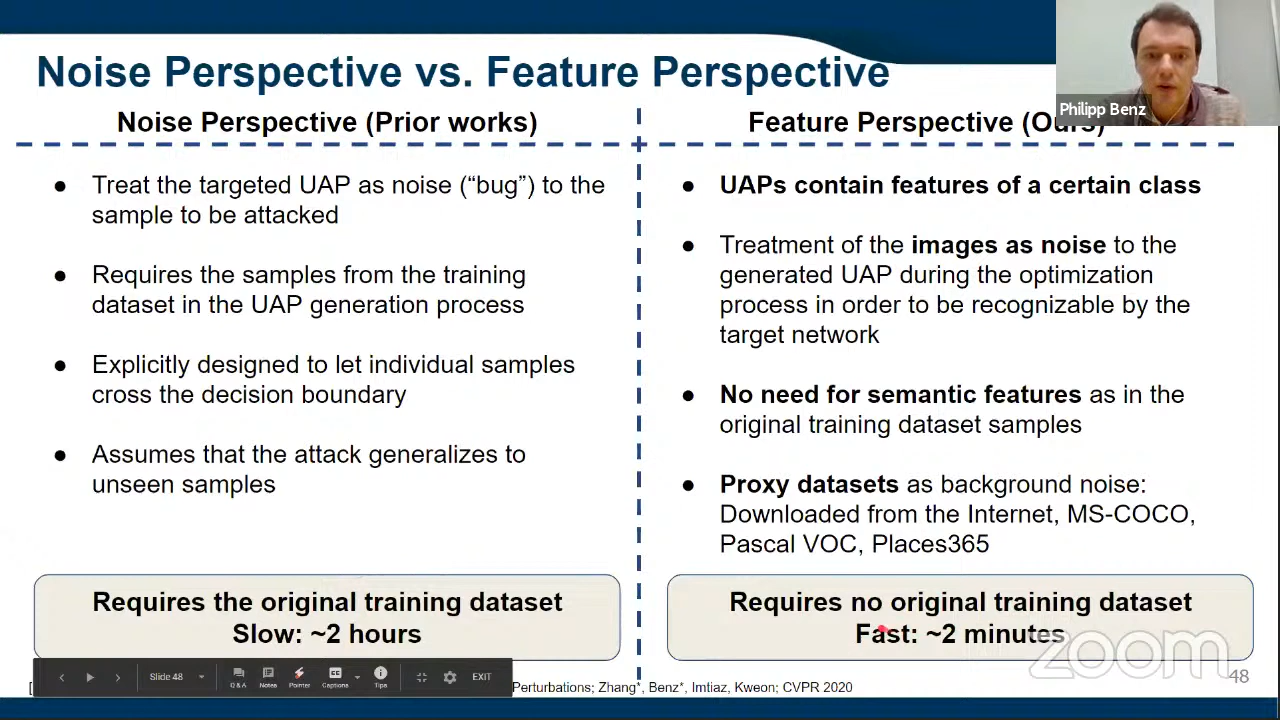 Noise Perspective vs. Feature Perspective
Philipp Benz
Noise Perspective (Prior works)
● Treat the targeted UAP as noise (“bug”) to the
sample to be attacked
● Requires the samples from the training
dataset in the UAP generation process
● Explicitly designed to let individual samples
cross the decision boundary
● Assumes that the attack generalizes to
unseen samples
Requires the original training dataset
Slow: ~2 hours
Feature Perspective (Ours)
● UAPs contain features of a certain class
● Treatment of the images as noise to the
generated UAP during the optimization
process in order to be recognizable by the
target network
● No need for semantic features as in the
original training dataset samples
● Proxy datasets as background noise:
Downloaded from the Internet, MS-COCO,
Pascal VOC, Places365
Requires no original training dataset
Fast: ~2 minutes
zoom
Slide 48
Q & A
Notes
Pointer
Captions
Tips
EXIT
[
Perturbations; Zhang*, Benz*, Imtiaz, Kweon; CVPR 2020
48